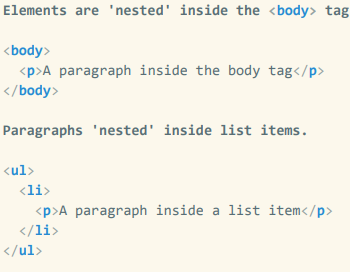 Elements are 'nested' inside the <body> tag
<body>
  <p>A paragraph inside the body tag</p>
</body>
Paragraphs 'nested' inside list items.
<ul>
  <li>
    <p>A paragraph inside a list item</p>
  </li>
</ul>